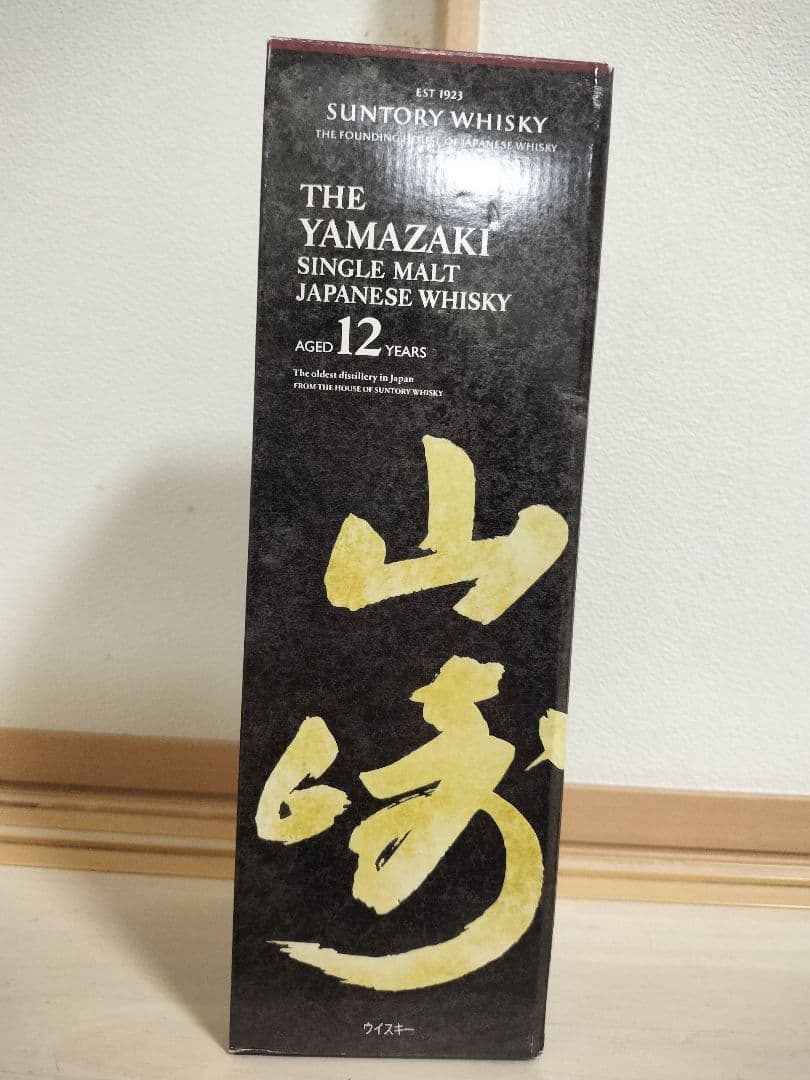 EST 1923
SUNTORY WHISKY
THE FOUNDING HOUSE OF JAPANESE WHISKY
THE
YAMAZAKI
SINGLE MALT
JAPANESE WHISKY
AGED 12 YEARS
The oldest distillery in Japan
FROM THE HOUSE OF SUNTORY WHISKY
山
崎
ウイスキー